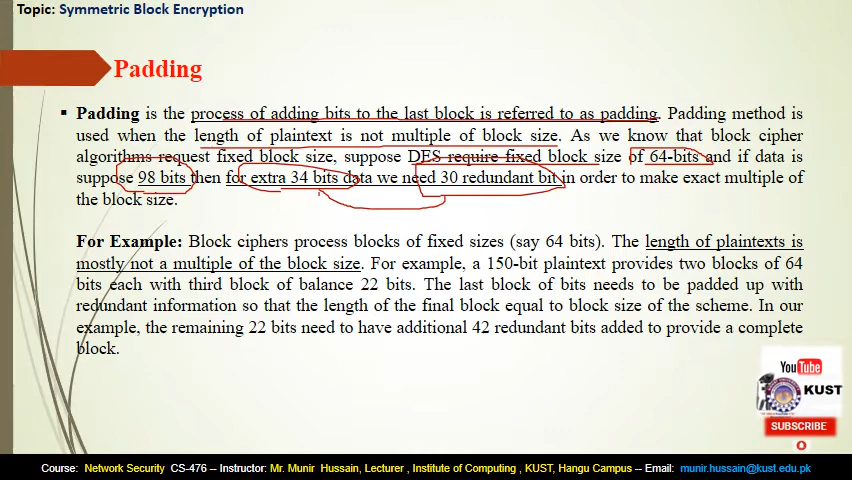 Topic: Symmetric Block Encryption
Padding
▪ Padding is the process of adding bits to the last block is referred to as padding. Padding method is
used when the length of plaintext is not multiple of block size. As we know that block cipher
algorithms request fixed block size, suppose DES require fixed block size of 64-bits and if data is
suppose 98 bits then for extra 34 bits data we need 30 redundant bit in order to make exact multiple of
the block size.
For Example: Block ciphers process blocks of fixed sizes (say 64 bits). The length of plaintexts is
mostly not a multiple of the block size. For example, a 150-bit plaintext provides two blocks of 64
bits each with third block of balance 22 bits. The last block of bits needs to be padded up with
redundant information so that the length of the final block equal to block size of the scheme. In our
example, the remaining 22 bits need to have additional 42 redundant bits added to provide a complete
block.
YouTube
KUST
SUBSCRIBE
Course: Network Security CS-476 -- Instructor: Mr. Munir Hussain, Lecturer , Institute of Computing , KUST, Hangu Campus -- Email: munir.hussain@kust.edu.pk